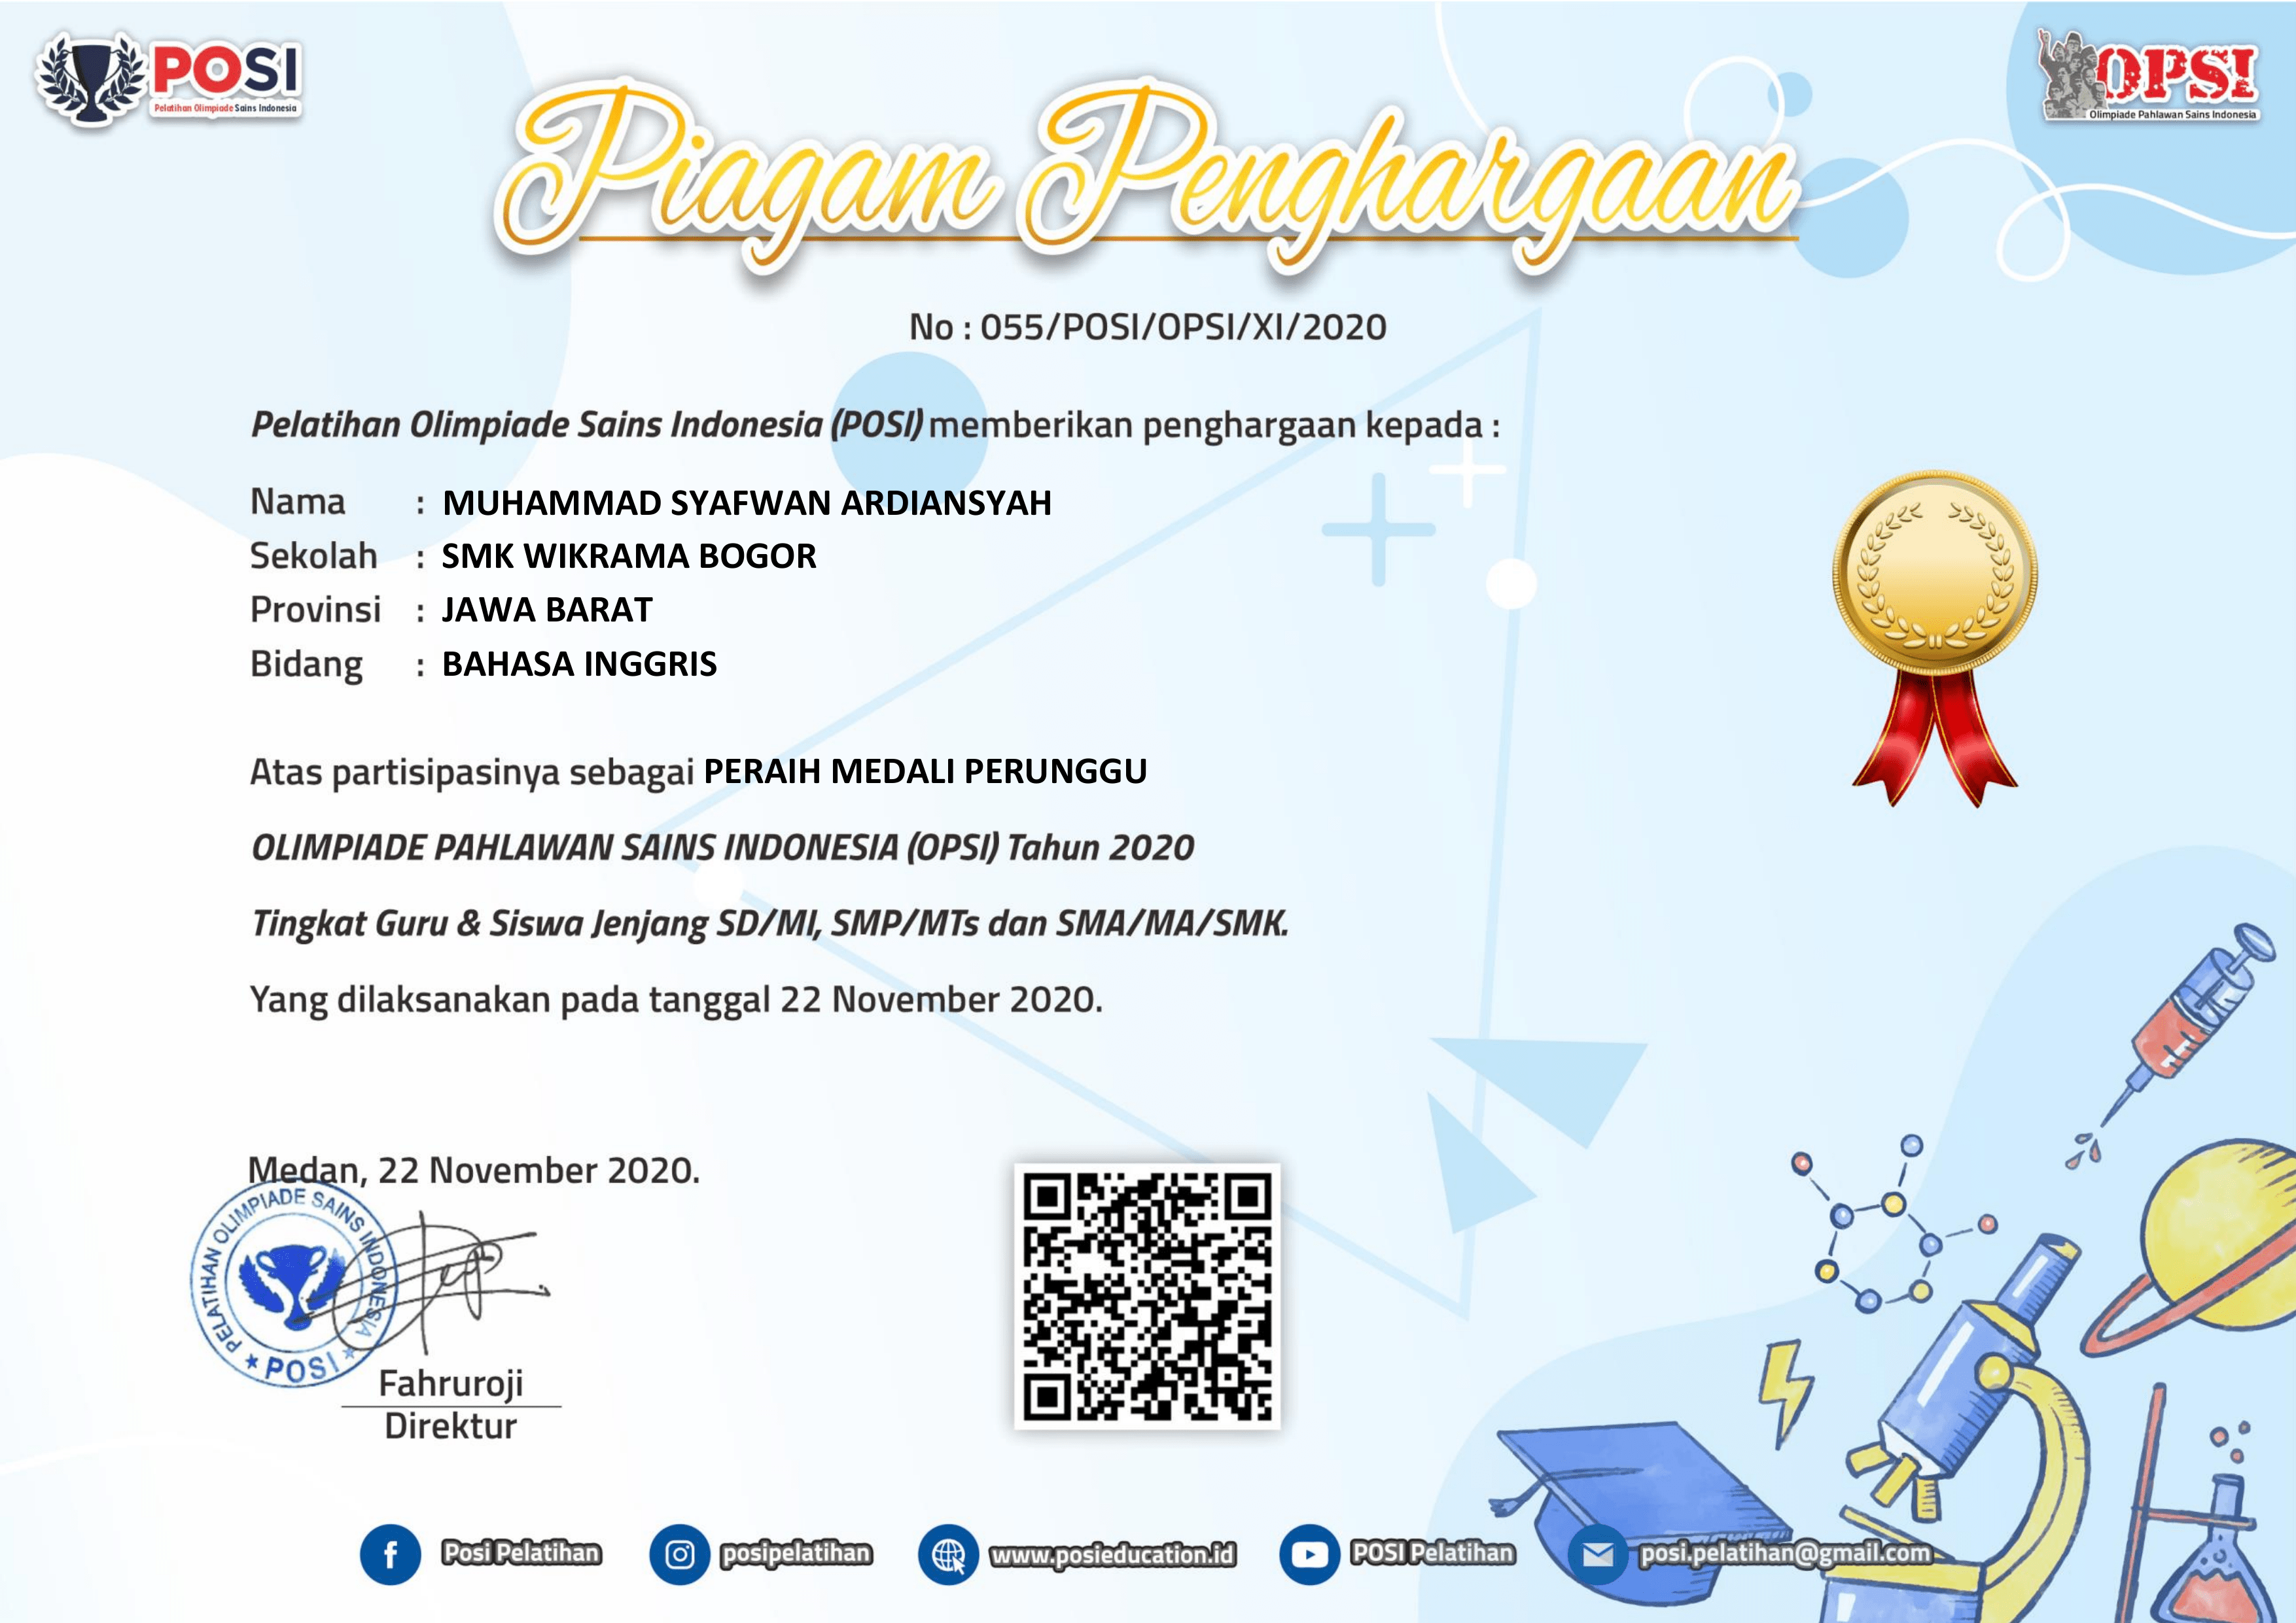 POSI
Pelatihan Olimpiade Sains Indonesia
OPSI
Olimpiade Pahlawan Sains Indonesia
Piagam Penghargaan
No : 055/POSI/OPSI/XI/2020
Pelatihan Olimpiade Sains Indonesia (POSI) memberikan penghargaan kepada :
Nama : MUHAMMAD SYAFWAN ARDIANSYAH
Sekolah : SMK WIKRAMA BOGOR
Provinsi : JAWA BARAT
Bidang : BAHASA INGGRIS
Atas partisipasinya sebagai PERAIH MEDALI PERUNGGU
OLIMPIADE PAHLAWAN SAINS INDONESIA (OPSI) Tahun 2020
Tingkat Guru & Siswa Jenjang SD/MI, SMP/MTs dan SMA/MA/SMK.
Yang dilaksanakan pada tanggal 22 November 2020.
Medan, 22 November 2020.
PELATIHAN OLIMPIADE SAINS INDONESIA
★ POSI ★
Fahruroji
Direktur
Posi Pelatihan
posipelatihan
www.posieducation.id
POSI Pelatihan
posi.pelatihan@gmail.com